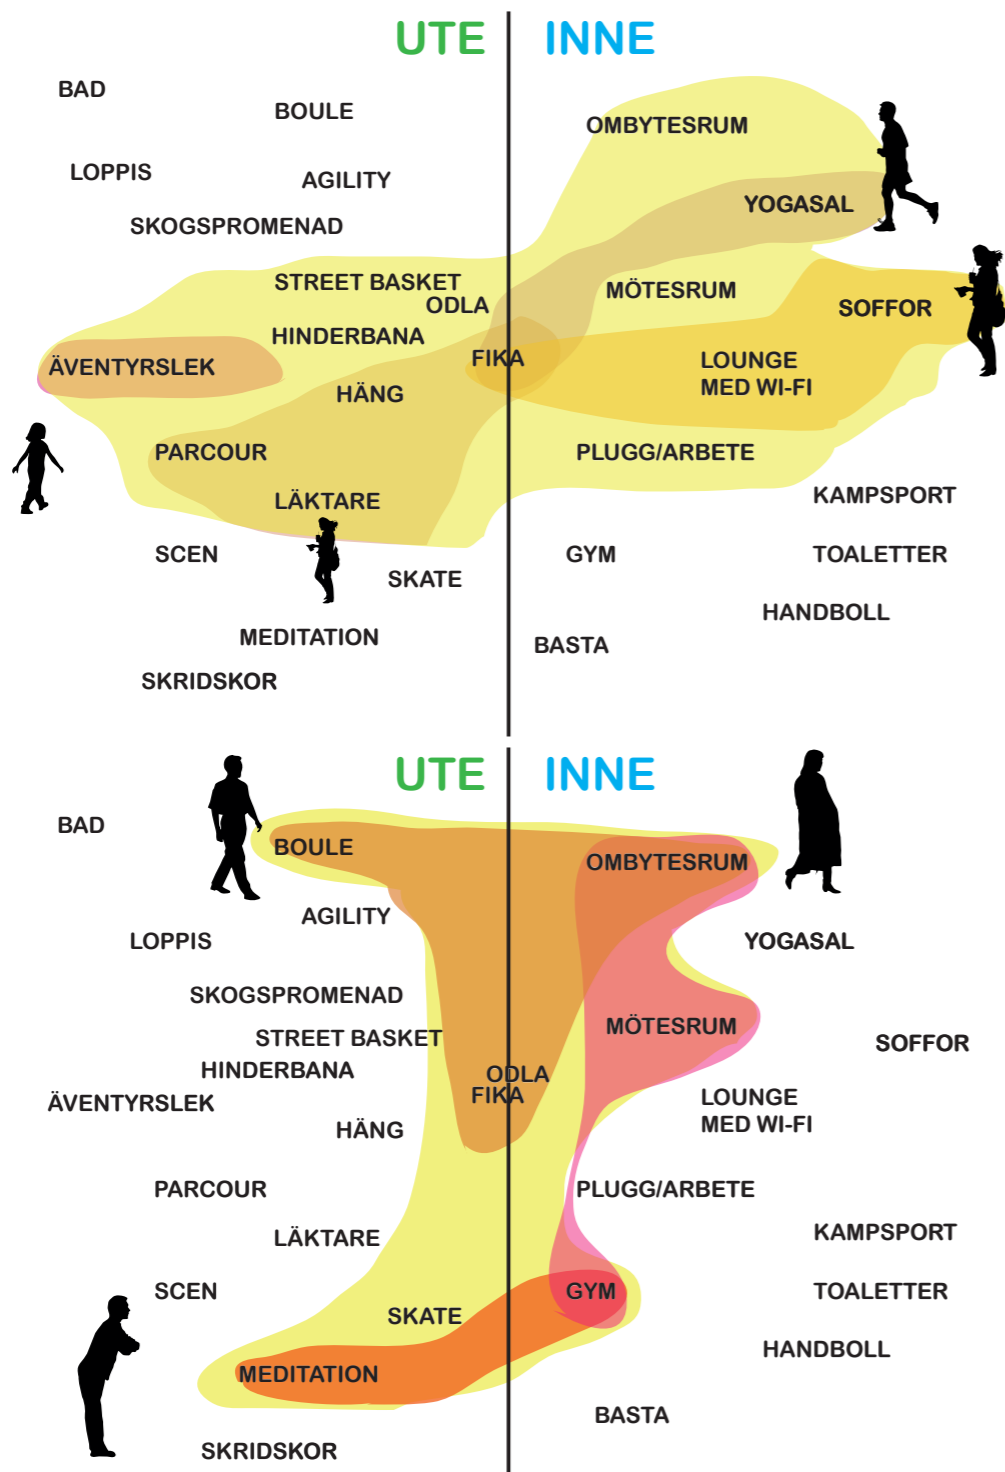 UTE INNE
BAD
BOULE
OMBYTESRUM
LOPPIS
AGILITY
YOGASAL
SKOGSPROMENAD
STREET BASKET
MÖTESRUM
ODLA
SOFFOR
HINDERBANA
FIKA
ÄVENTYRSLEK
LOUNGE
MED WI-FI
HÄNG
PARCOUR
PLUGG/ARBETE
LÄKTARE
KAMPSPORT
SCEN
GYM
TOALETTER
SKATE
HANDBOLL
MEDITATION
BASTA
SKRIDSKOR
UTE INNE
BAD
BOULE
OMBYTESRUM
AGILITY
LOPPIS
YOGASAL
SKOGSPROMENAD
MÖTESRUM
STREET BASKET
SOFFOR
HINDERBANA
ODLA
FIKA
ÄVENTYRSLEK
LOUNGE
MED WI-FI
HÄNG
PARCOUR
PLUGG/ARBETE
LÄKTARE
KAMPSPORT
SCEN
GYM
TOALETTER
SKATE
HANDBOLL
MEDITATION
BASTA
SKRIDSKOR